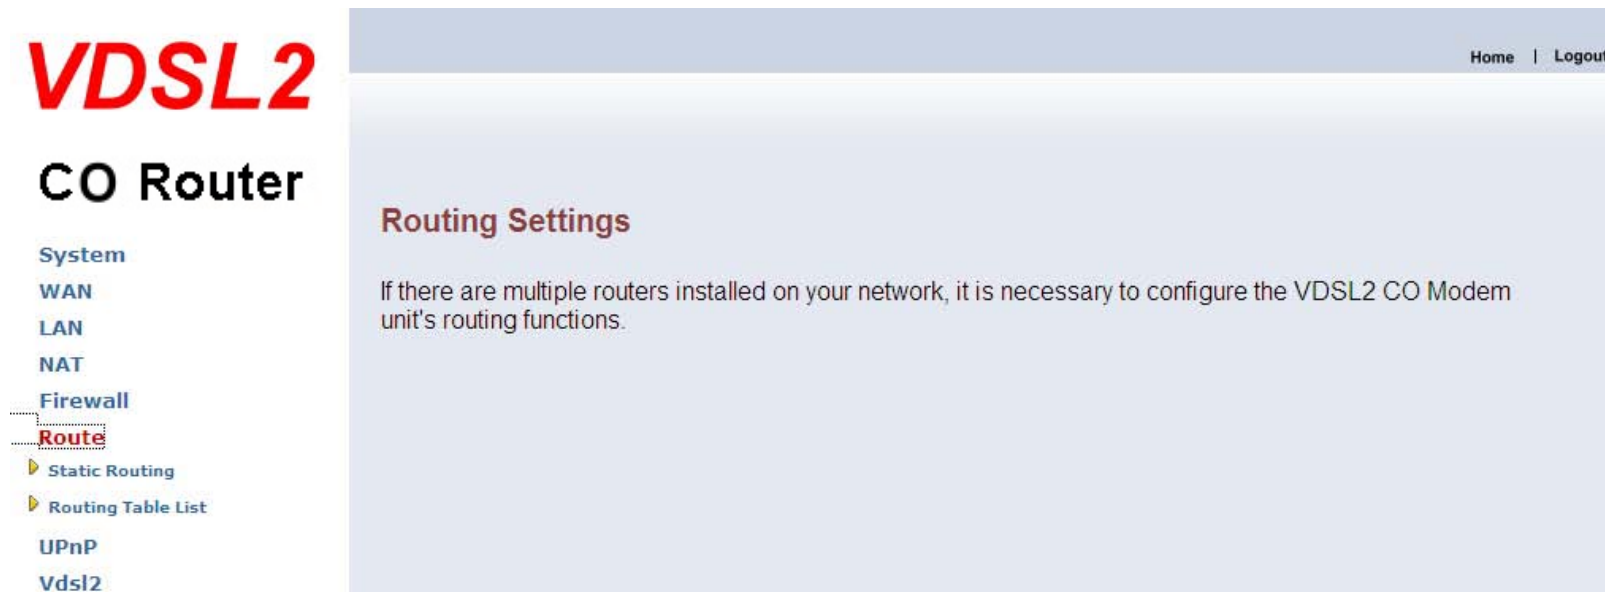 VDSL2
CO Router
System
WAN
LAN
NAT
Firewall
Route
Static Routing
Routing Table List
UPnP
Vdsl2
Home | Logout
Routing Settings
If there are multiple routers installed on your network, it is necessary to configure the VDSL2 CO Modem
unit's routing functions.